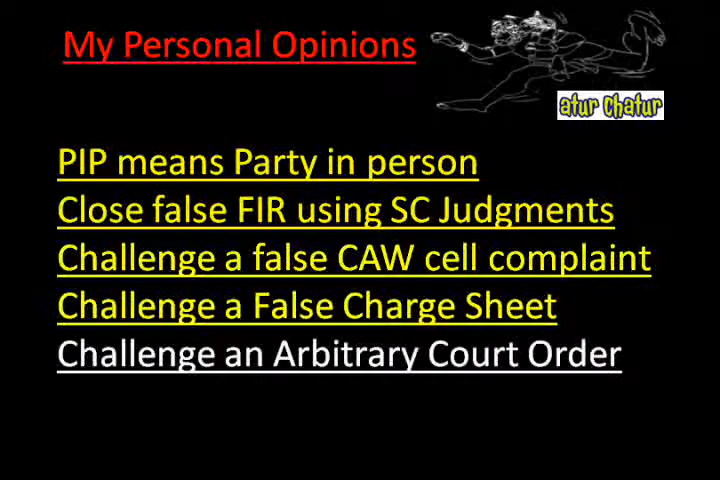 My Personal Opinions
atur chatur
PIP means Party in person
Close false FIR using SC Judgments
Challenge a false CAW cell complaint
Challenge a False Charge Sheet
Challenge an Arbitrary Court Order